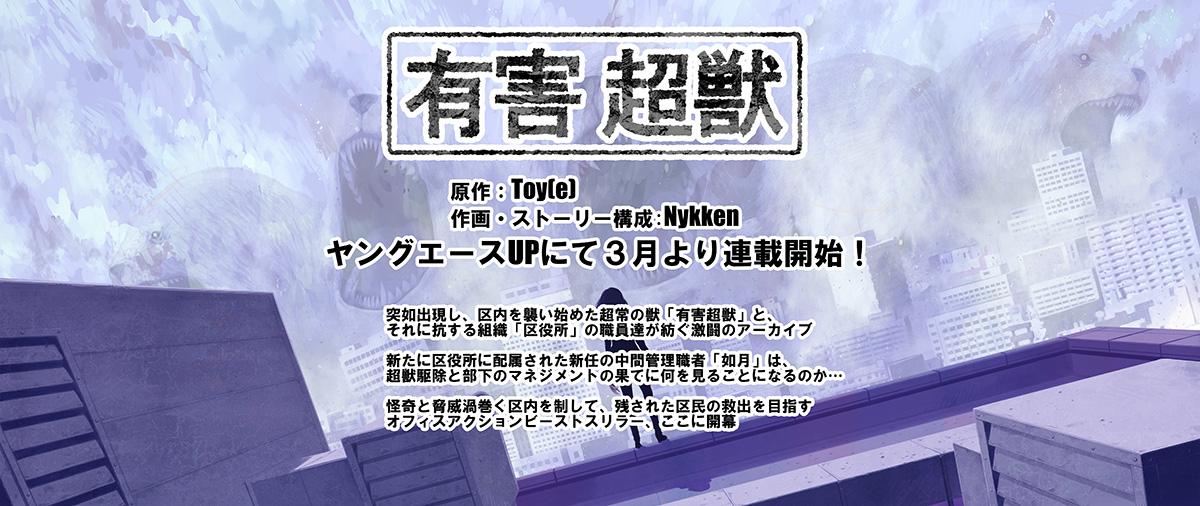 有害超獣
原作：Toy(e)
作画・ストーリー構成：Nykken
ヤングエースUPにて３月より連載開始！
突如出現し、区内を襲い始めた超常の獣「有害超獣」と、
それに抗する組織「区役所」の職員達が紡ぐ激闘のアーカイブ
新たに区役所に配属された新任の中間管理職者「如月」は、
超獣駆除と部下のマネジメントの果てに何を見ることになるのか…
怪奇と脅威渦巻く区内を制して、残された区民の救出を目指す
オフィスアクションビーストスリラー、ここに開幕